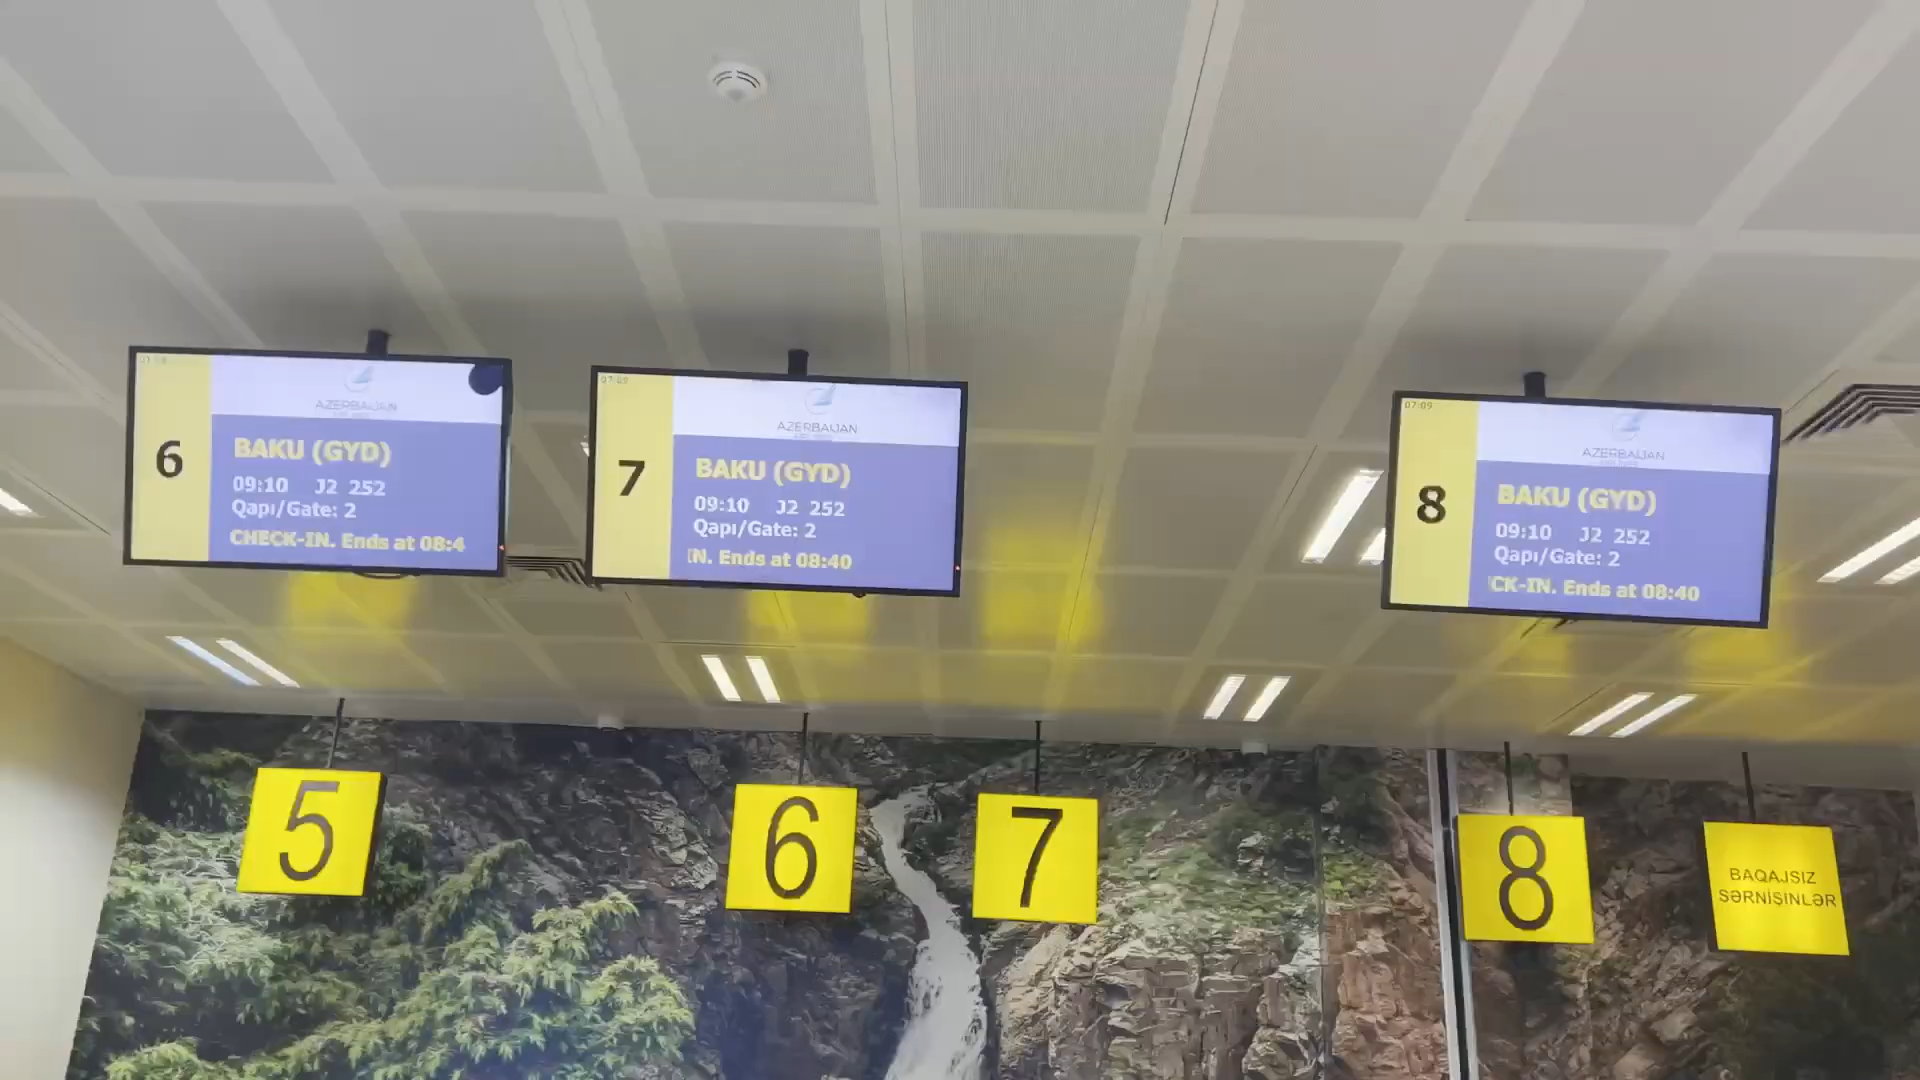 6
AZERBAIJAN
BAKU (GYD)
09:10 J2 252
Qapı/Gate: 2
CHECK-IN. Ends at 08:4
07:09
7
AZERBAIJAN
BAKU (GYD)
09:10 J2 252
Qapı/Gate: 2
IN. Ends at 08:40
07:09
8
AZERBAIJAN
BAKU (GYD)
09:10 J2 252
Qapı/Gate: 2
CK-IN. Ends at 08:40
5
6
7
8
BAQAJSIZ
SƏRNİŞİNLƏR